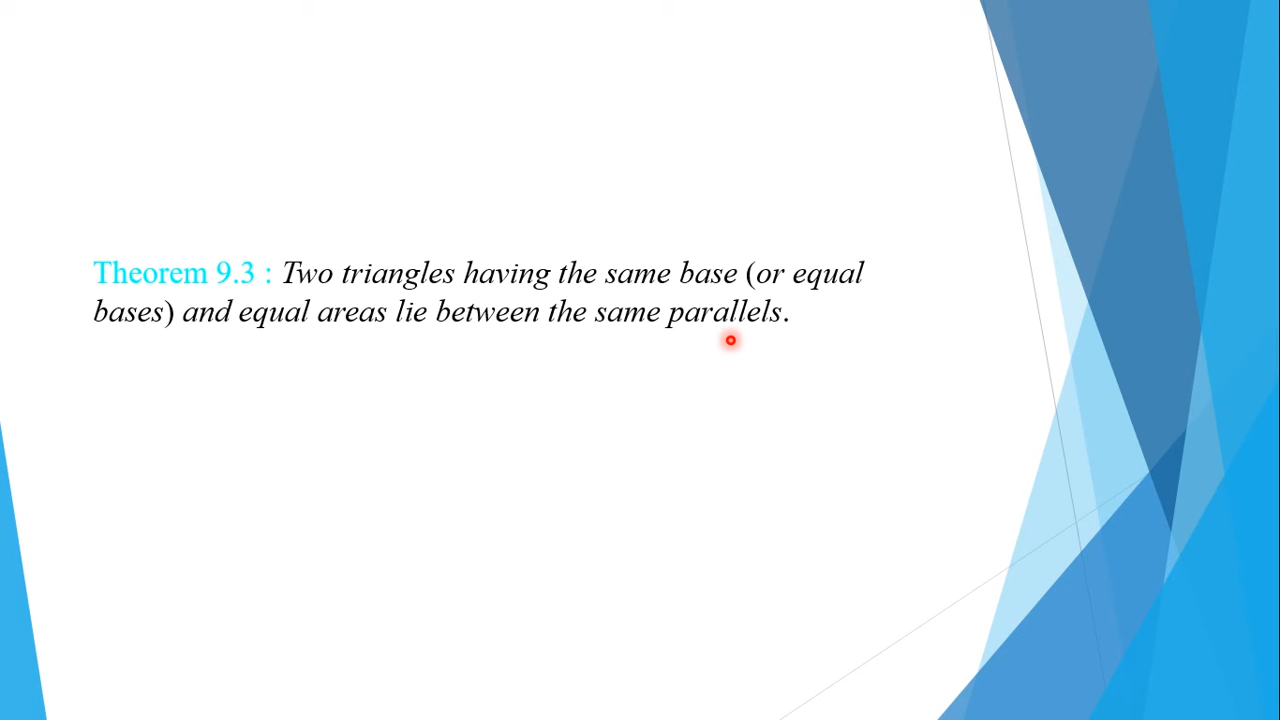 Theorem 9.3 : Two triangles having the same base (or equal
bases) and equal areas lie between the same parallels.